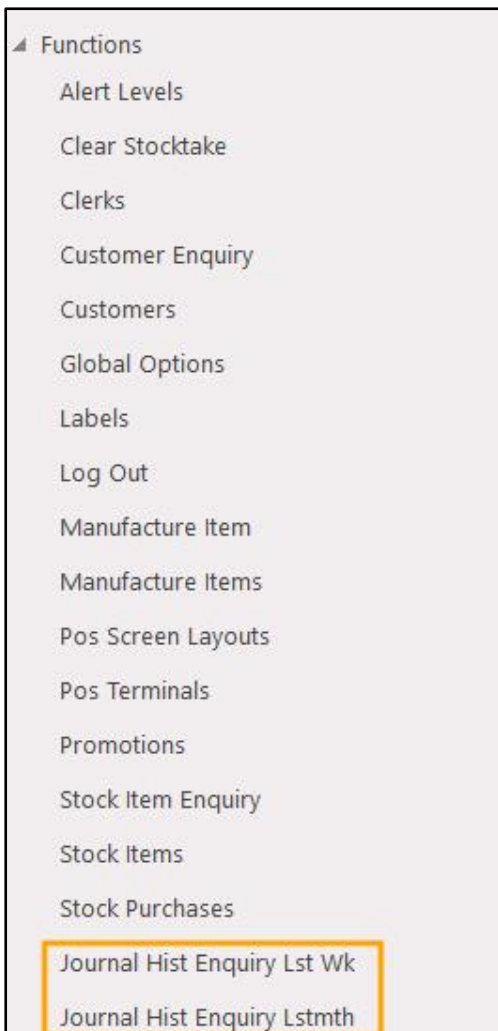 Functions
Alert Levels
Clear Stocktake
Clerks
Customer Enquiry
Customers
Global Options
Labels
Log Out
Manufacture Item
Manufacture Items
Pos Screen Layouts
Pos Terminals
Promotions
Stock Item Enquiry
Stock Items
Stock Purchases
Journal Hist Enquiry Lst Wk
Journal Hist Enquiry Lstmth